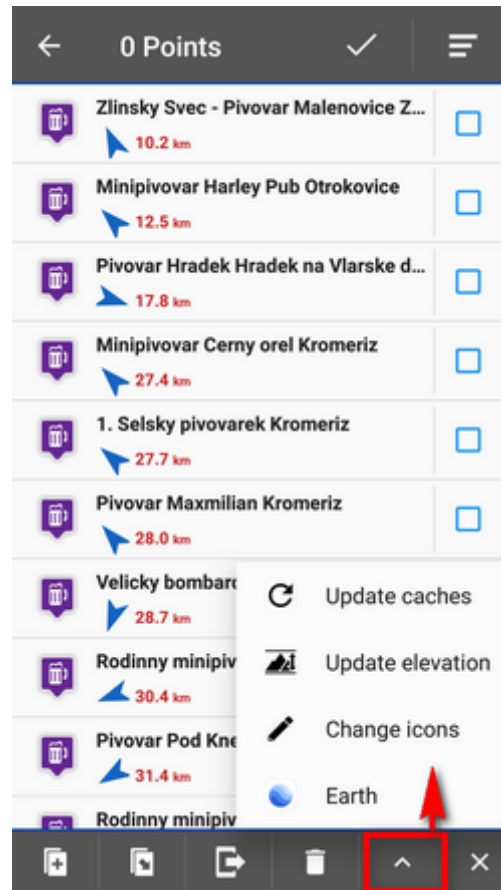 0 Points
Zlinsky Svec - Pivovar Malenovice Z...
10.2 km
Minipivovar Harley Pub Otrokovice
12.5 km
Pivovar Hradek Hradek na Vlarske d...
17.8 km
Minipivovar Cerny orel Kromeriz
27.4 km
1. Selsky pivovarek Kromeriz
27.7 km
Pivovar Maxmilian Kromeriz
28.0 km
Velicky bombard
28.7 km
Rodinny minipiv
30.4 km
Pivovar Pod Kne
31.4 km
Rodinny minipiv
Update caches
Update elevation
Change icons
Earth